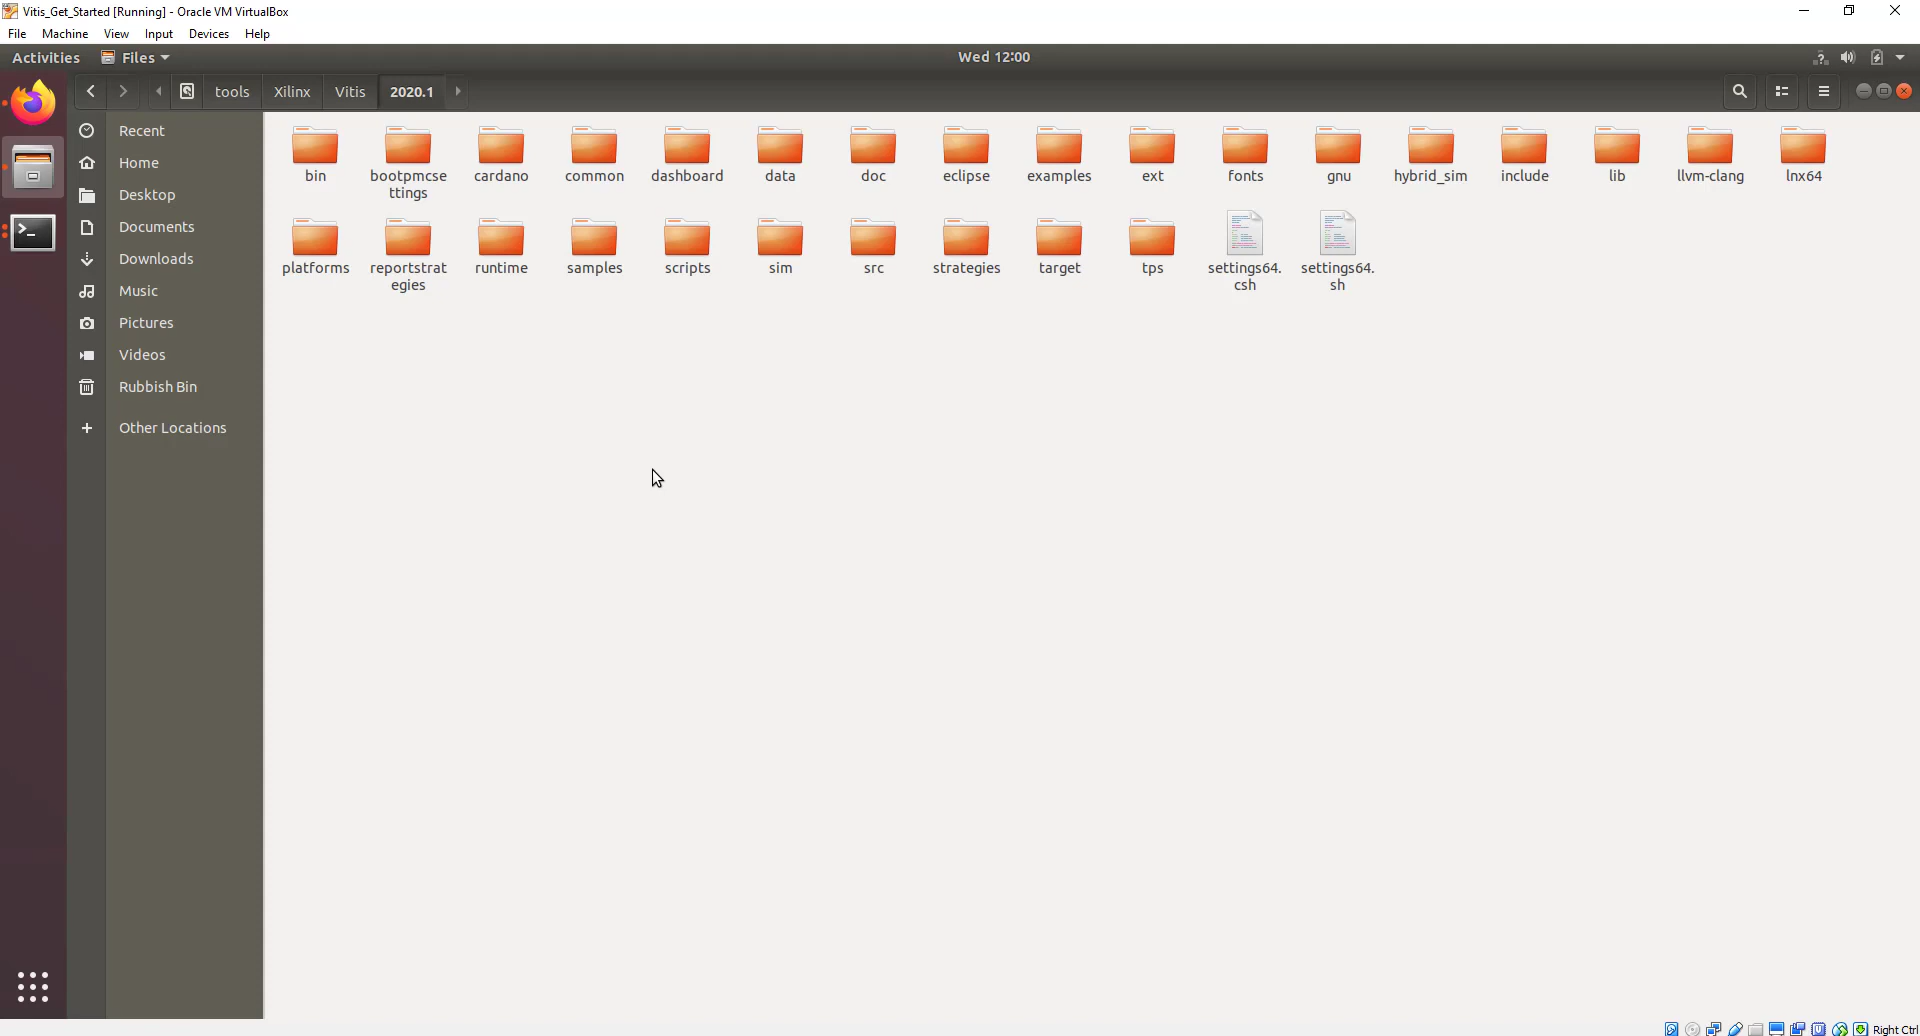 Vitis_Get_Started [Running] - Oracle VM VirtualBox
File Machine View Input Devices Help
Activities Files Wed 12:00
tools Xilinx Vitis 2020.1
Recent
Home
Desktop
Documents
Downloads
Music
Pictures
Videos
Rubbish Bin
Other Locations
bin bootpmcse cardano common dashboard data doc eclipse examples ext fonts gnu hybrid_sim include lib llvm-clang lnx64
ttings
platforms reportstrat runtime samples scripts sim src strategies target tps settings64. settings64.
egies csh sh
Right Ctrl